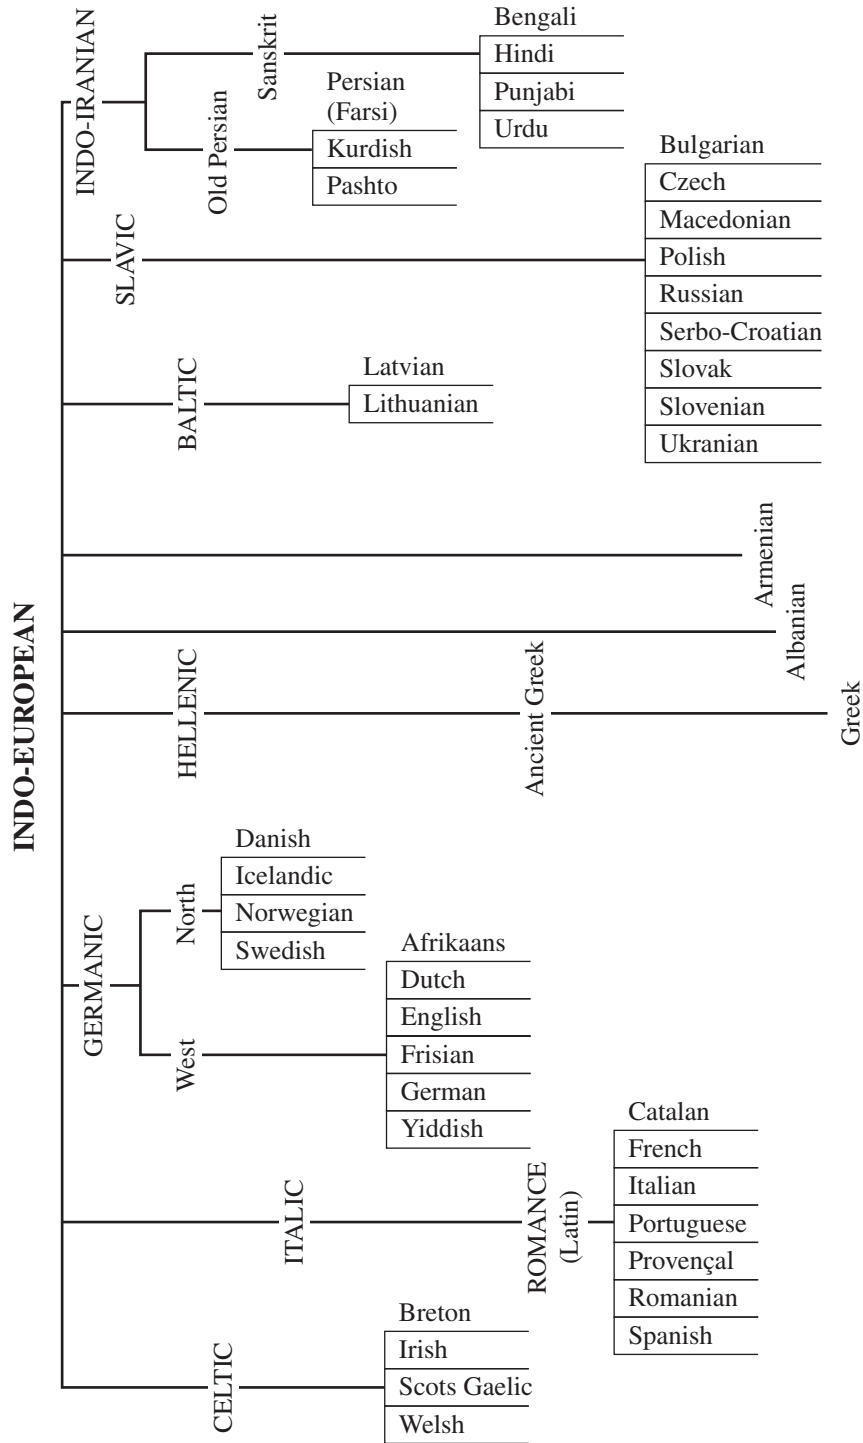 INDO-EUROPEAN
INDO-IRANIAN
Sanskrit
Bengali
Hindi
Punjabi
Urdu
Old Persian
Persian
(Farsi)
Kurdish
Pashto
SLAVIC
Bulgarian
Czech
Macedonian
Polish
Russian
Serbo-Croatian
Slovak
Slovenian
Ukranian
BALTIC
Latvian
Lithuanian
Armenian
Albanian
HELLENIC
Ancient Greek
Greek
GERMANIC
North
Danish
Icelandic
Norwegian
Swedish
West
Afrikaans
Dutch
English
Frisian
German
Yiddish
ITALIC
ROMANCE
(Latin)
Catalan
French
Italian
Portuguese
Provençal
Romanian
Spanish
CELTIC
Breton
Irish
Scots Gaelic
Welsh